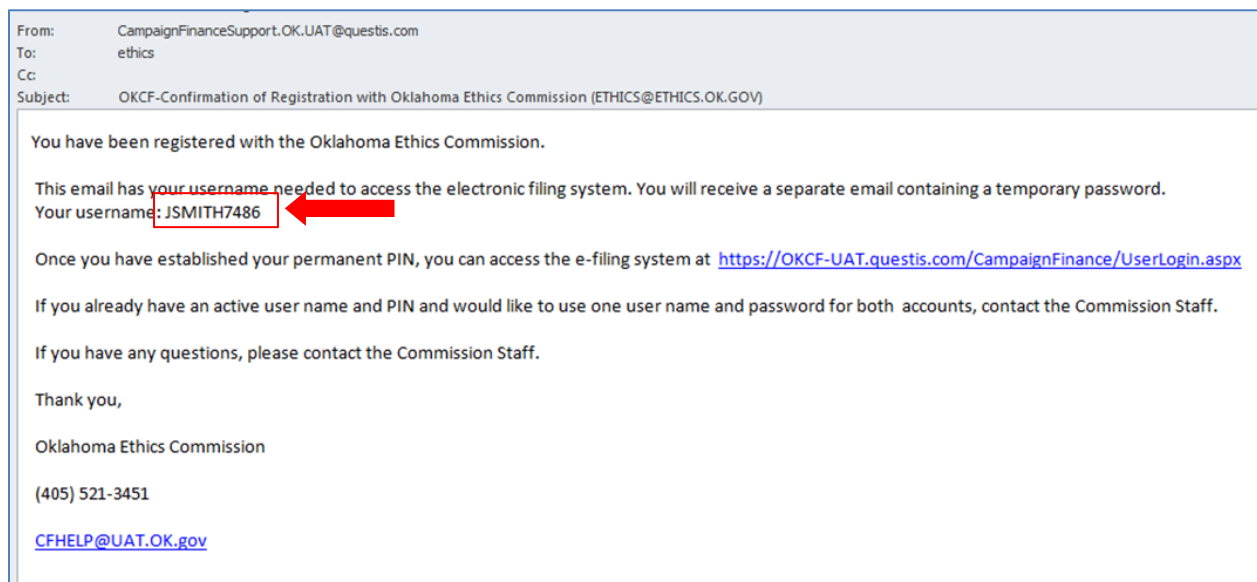 From: CampaignFinanceSupport.OK.UAT@questis.com
To: ethics
Cc:
Subject: OKCF-Confirmation of Registration with Oklahoma Ethics Commission (ETHICS@ETHICS.OK.GOV)
You have been registered with the Oklahoma Ethics Commission.
This email has your username needed to access the electronic filing system. You will receive a separate email containing a temporary password.
Your username: JSMITH7486
Once you have established your permanent PIN, you can access the e-filing system at https://OKCF-UAT.questis.com/CampaignFinance/UserLogin.aspx
If you already have an active user name and PIN and would like to use one user name and password for both accounts, contact the Commission Staff.
If you have any questions, please contact the Commission Staff.
Thank you,
Oklahoma Ethics Commission
(405) 521-3451
CFHELP@UAT.OK.gov